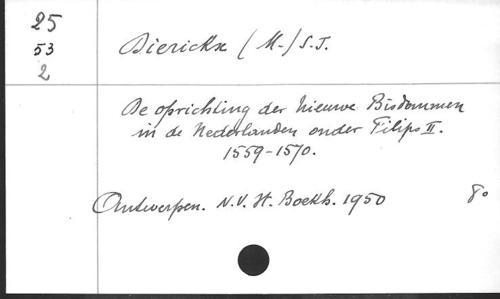 25
53
2
Dierickx (M.) S.J.
De oprichting der nieuwe Bisdommen
in de Nederlanden onder Filips II.
1559-1570.
Antwerpen. N.V. St. Boekh. 1950 8°